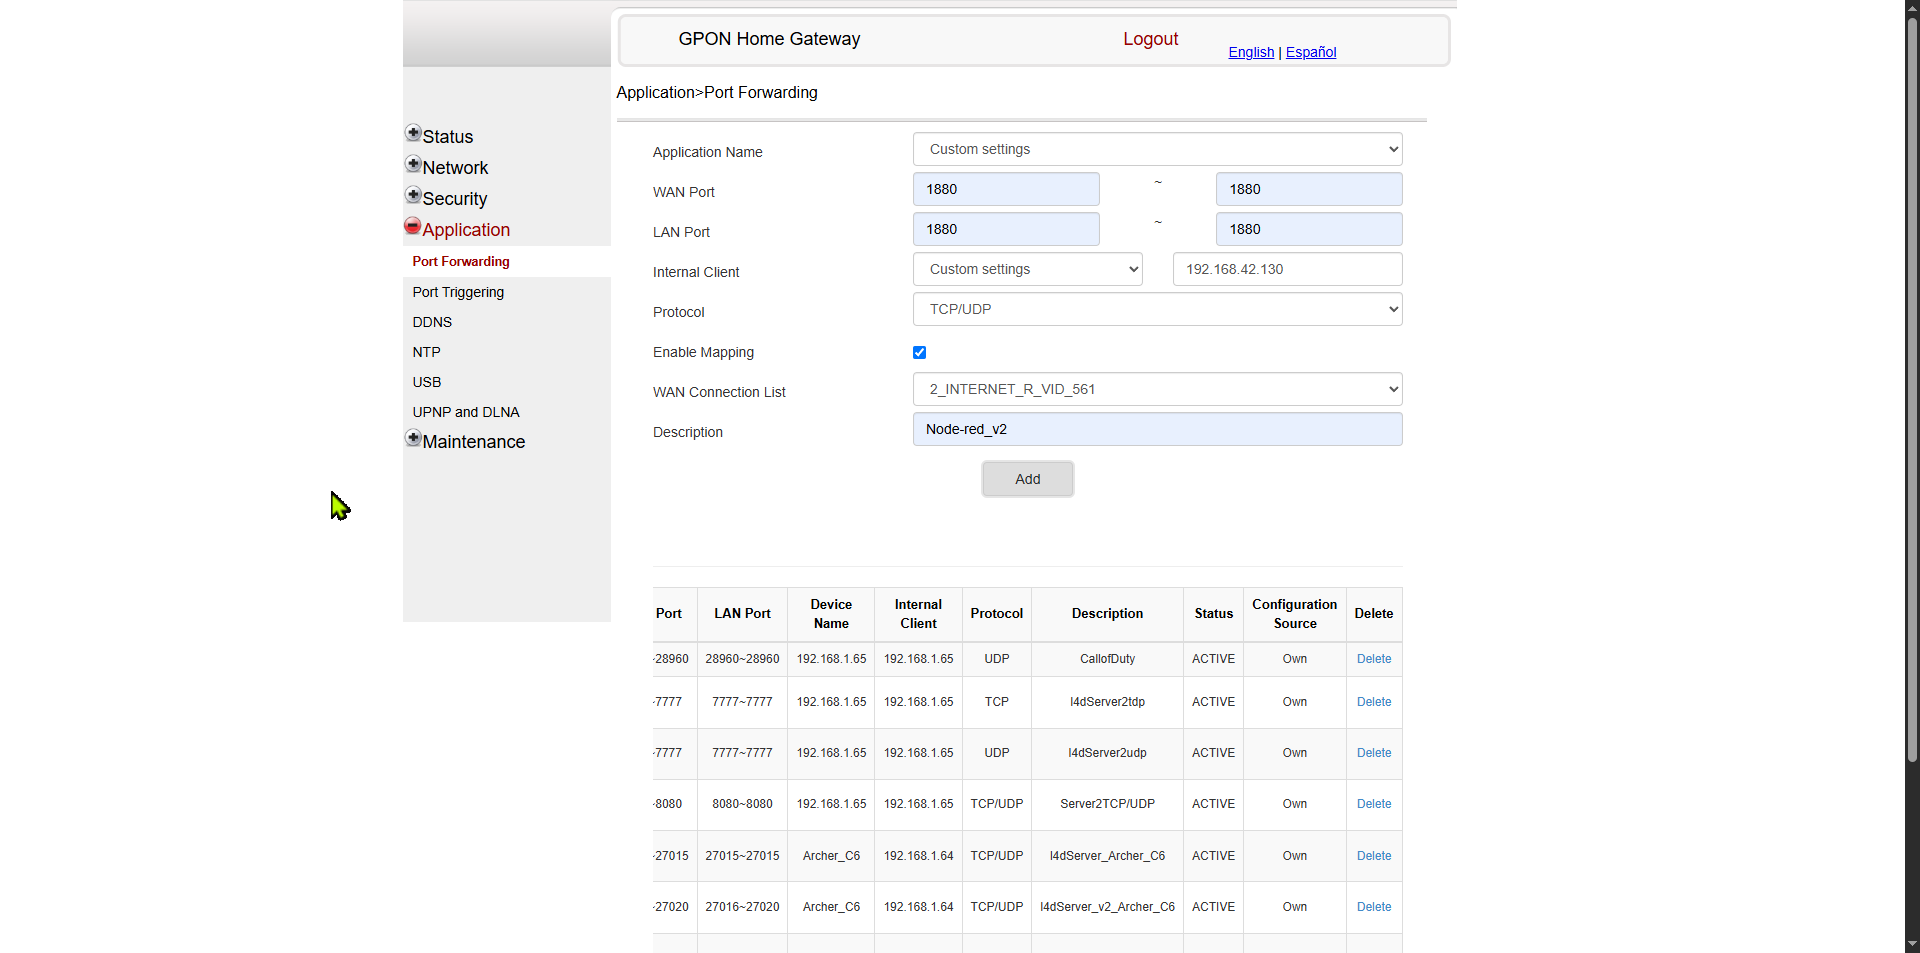 GPON Home Gateway
Logout
English | Español
Application>Port Forwarding
Status
Network
Security
Application
Port Forwarding
Port Triggering
DDNS
NTP
USB
UPNP and DLNA
Maintenance
Application Name Custom settings
WAN Port 1880 ~ 1880
LAN Port 1880 ~ 1880
Internal Client Custom settings 192.168.42.130
Protocol TCP/UDP
Enable Mapping
WAN Connection List 2_INTERNET_R_VID_561
Description Node-red_v2
Add
Port LAN Port Device Name Internal Client Protocol Description Status Configuration Source Delete
~28960 28960~28960 192.168.1.65 192.168.1.65 UDP CallofDuty ACTIVE Own Delete
~7777 7777~7777 192.168.1.65 192.168.1.65 TCP l4dServer2tdp ACTIVE Own Delete
~7777 7777~7777 192.168.1.65 192.168.1.65 UDP l4dServer2udp ACTIVE Own Delete
~8080 8080~8080 192.168.1.65 192.168.1.65 TCP/UDP Server2TCP/UDP ACTIVE Own Delete
~27015 27015~27015 Archer_C6 192.168.1.64 TCP/UDP l4dServer_Archer_C6 ACTIVE Own Delete
~27020 27016~27020 Archer_C6 192.168.1.64 TCP/UDP l4dServer_v2_Archer_C6 ACTIVE Own Delete